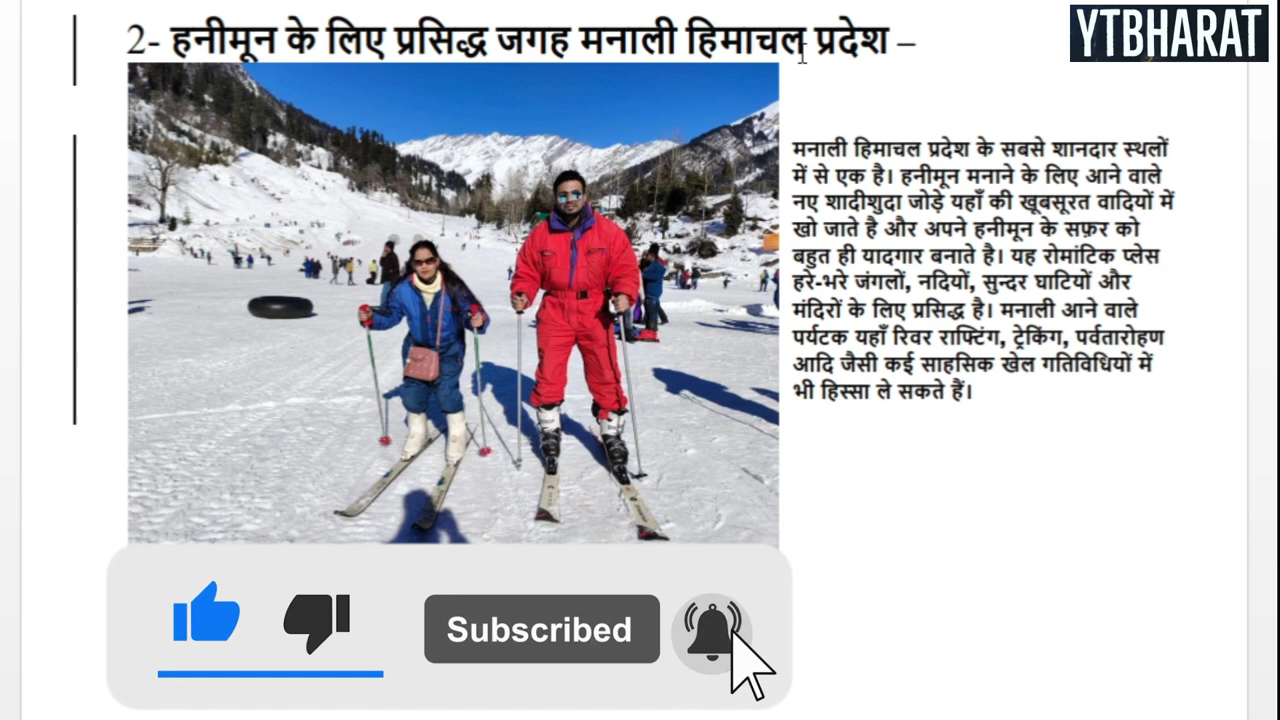 2- हनीमून के लिए प्रसिद्ध जगह मनाली हिमाचल प्रदेश –
YTBHARAT
मनाली हिमाचल प्रदेश के सबसे शानदार स्थलों
में से एक है। हनीमून मनाने के लिए आने वाले
नए शादीशुदा जोड़े यहाँ की खूबसूरत वादियों में
खो जाते है और अपने हनीमून के सफ़र को
बहुत ही यादगार बनाते है। यह रोमांटिक प्लेस
हरे-भरे जंगलों, नदियों, सुन्दर घाटियों और
मंदिरों के लिए प्रसिद्ध है। मनाली आने वाले
पर्यटक यहाँ रिवर राफ्टिंग, ट्रेकिंग, पर्वतारोहण
आदि जैसी कई साहसिक खेल गतिविधियों में
भी हिस्सा ले सकते हैं।
Subscribed